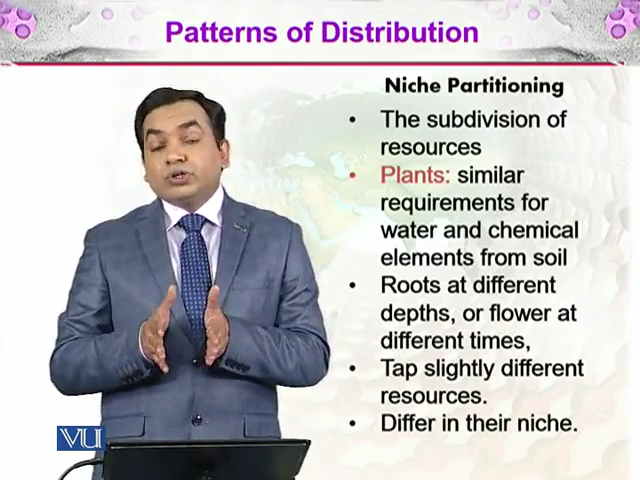 Patterns of Distribution
Niche Partitioning
• The subdivision of
resources
• Plants: similar
requirements for
water and chemical
elements from soil
• Roots at different
depths, or flower at
different times,
• Tap slightly different
resources.
• Differ in their niche.
VU